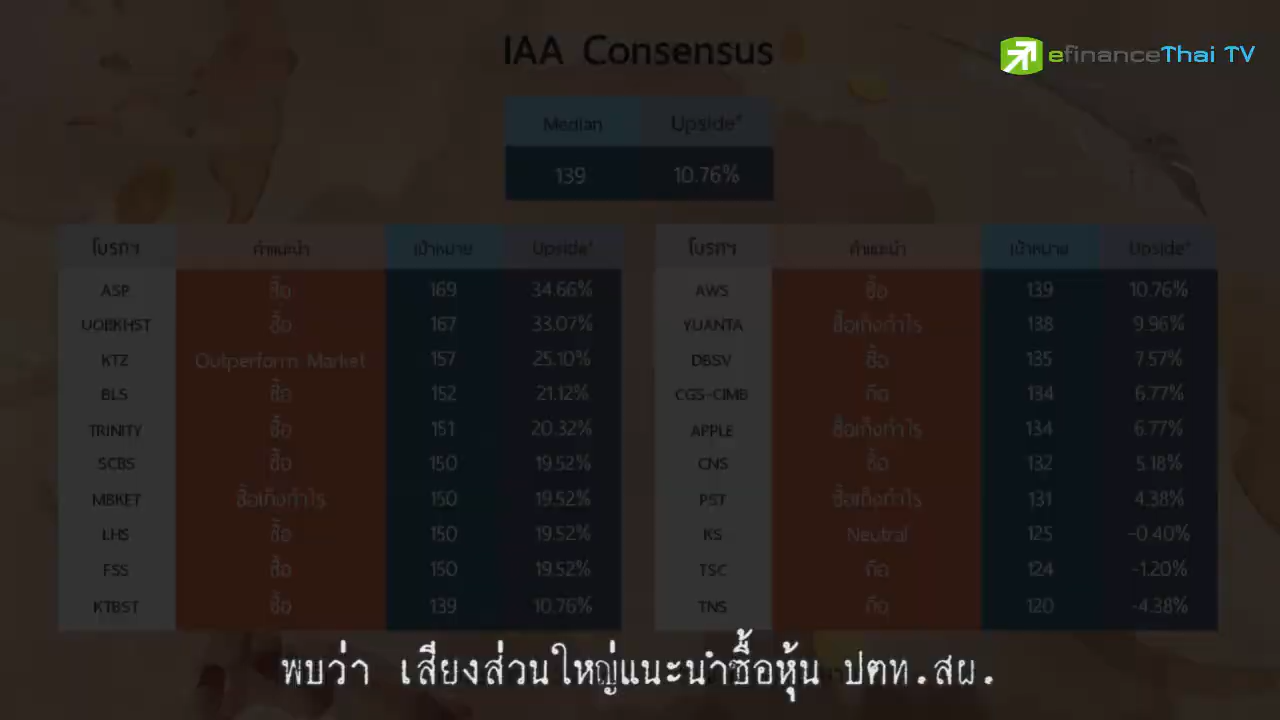 IAA Consensus
efinanceThai TV
Median Upside*
139 10.76%
โบรกฯ คำแนะนำ เป้าหมาย Upside*
ASP ซื้อ 169 34.66%
UOBKHST ซื้อ 167 33.07%
KTZ Outperform Market 157 25.10%
BLS ซื้อ 152 21.12%
TRINITY ซื้อ 151 20.32%
SCBS ซื้อ 150 19.52%
MBKET ซื้อเก็งกำไร 150 19.52%
LHS ซื้อ 150 19.52%
FSS ซื้อ 150 19.52%
KTBST ซื้อ 139 10.76%
โบรกฯ คำแนะนำ เป้าหมาย Upside*
AWS ซื้อ 139 10.76%
YUANTA ซื้อเก็งกำไร 138 9.96%
DBSV ซื้อ 135 7.57%
CGS-CIMB ถือ 134 6.77%
APPLE ซื้อเก็งกำไร 134 6.77%
CNS ซื้อ 132 5.18%
PST ซื้อเก็งกำไร 131 4.38%
KS Neutral 125 -0.40%
TSC ถือ 124 -1.20%
TNS ถือ 120 -4.38%
พบว่า เสียงส่วนใหญ่แนะนำซื้อหุ้น ปตท.สผ.